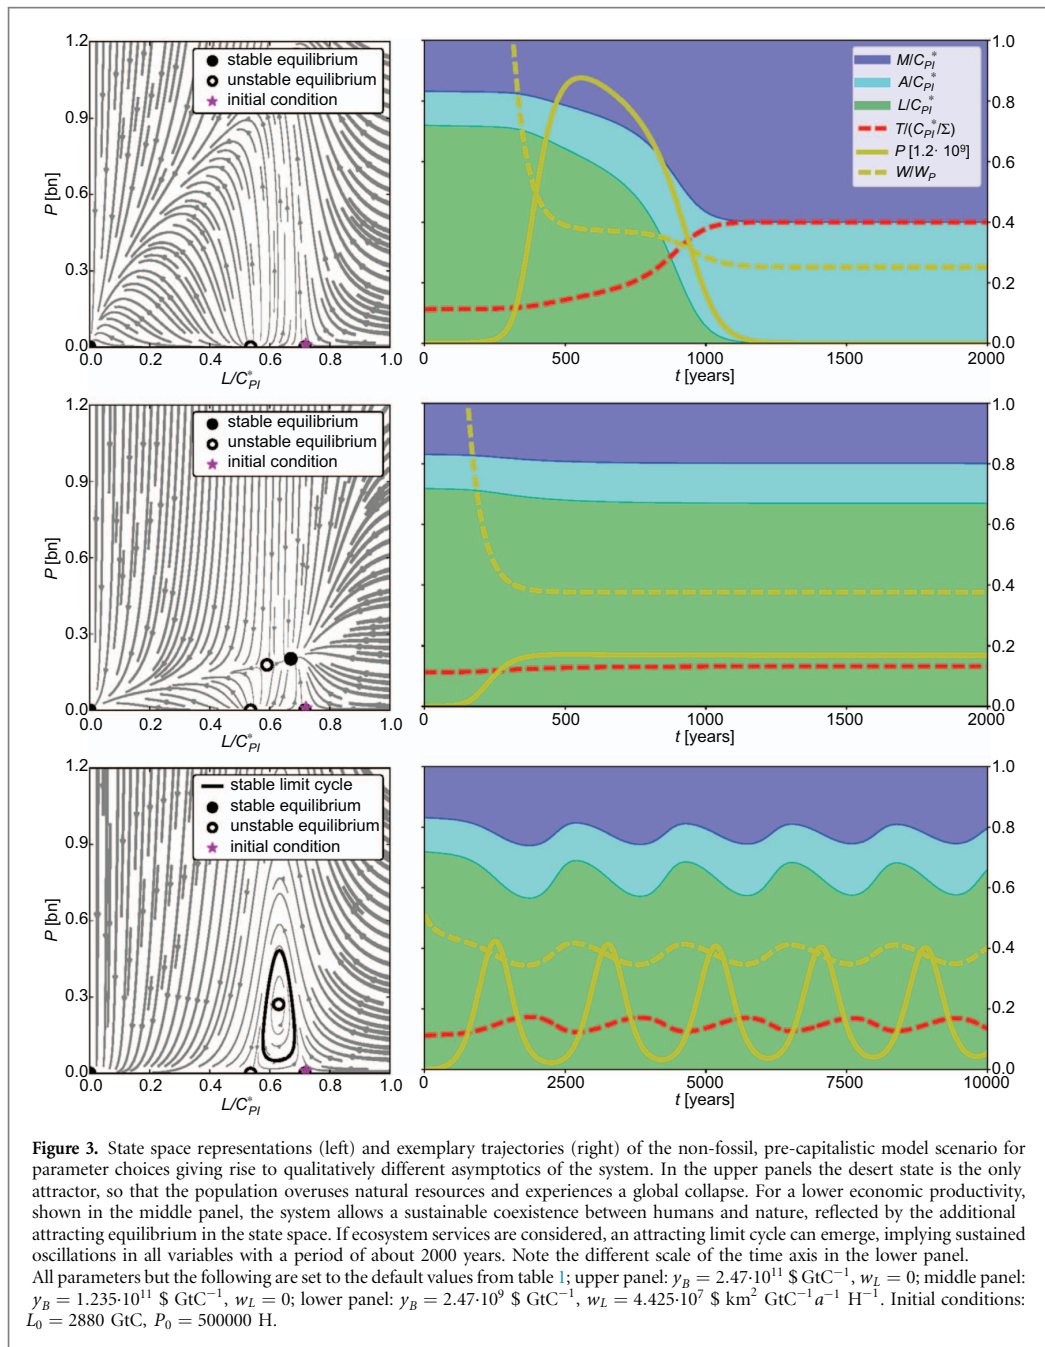 1.2
0.9
0.6
0.3
0.0
P [bn]
stable equilibrium
unstable equilibrium
initial condition
0.0 0.2 0.4 0.6 0.8 1.0
L/C*PI
M/C*PI
A/C*PI
L/C*PI
T/(C*PI/Σ)
P [1.2· 10⁹]
W/WP
1.0
0.8
0.6
0.4
0.2
0.0
0 500 1000 1500 2000
t [years]
1.2
0.9
0.6
0.3
0.0
P [bn]
stable equilibrium
unstable equilibrium
initial condition
0.0 0.2 0.4 0.6 0.8 1.0
L/C*PI
1.0
0.8
0.6
0.4
0.2
0.0
0 500 1000 1500 2000
t [years]
1.2
0.9
0.6
0.3
0.0
P [bn]
stable limit cycle
stable equilibrium
unstable equilibrium
initial condition
0.0 0.2 0.4 0.6 0.8 1.0
L/C*PI
1.0
0.8
0.6
0.4
0.2
0.0
0 2500 5000 7500 10000
t [years]
Figure 3. State space representations (left) and exemplary trajectories (right) of the non-fossil, pre-capitalistic model scenario for
parameter choices giving rise to qualitatively different asymptotics of the system. In the upper panels the desert state is the only
attractor, so that the population overuses natural resources and experiences a global collapse. For a lower economic productivity,
shown in the middle panel, the system allows a sustainable coexistence between humans and nature, reflected by the additional
attracting equilibrium in the state space. If ecosystem services are considered, an attracting limit cycle can emerge, implying sustained
oscillations in all variables with a period of about 2000 years. Note the different scale of the time axis in the lower panel.
All parameters but the following are set to the default values from table 1; upper panel: yB = 2.47·10¹¹ $ GtC⁻¹, wL = 0; middle panel:
yB = 1.235·10¹¹ $ GtC⁻¹, wL = 0; lower panel: yB = 2.47·10⁹ $ GtC⁻¹, wL = 4.425·10⁷ $ km² GtC⁻¹a⁻¹ H⁻¹. Initial conditions:
L₀ = 2880 GtC, P₀ = 500000 H.